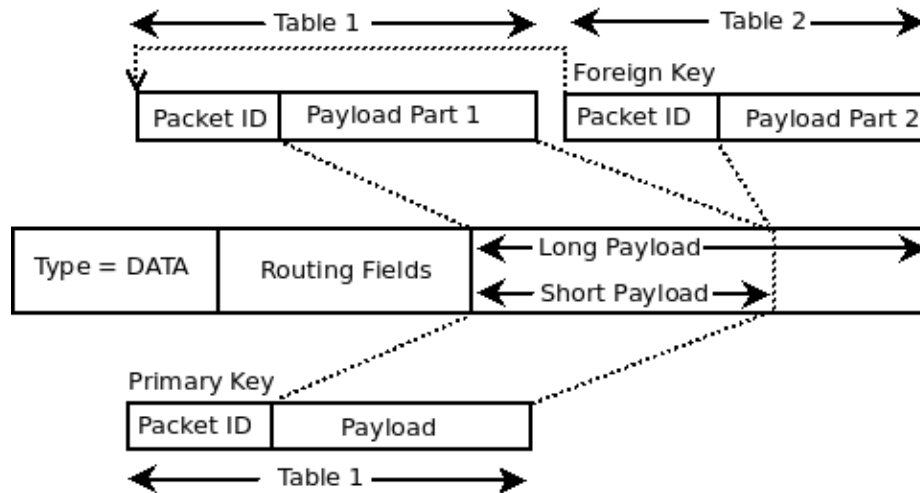 Table 1
Table 2
Foreign Key
Packet ID
Payload Part 1
Packet ID
Payload Part 2
Type = DATA
Routing Fields
Long Payload
Short Payload
Primary Key
Packet ID
Payload
Table 1